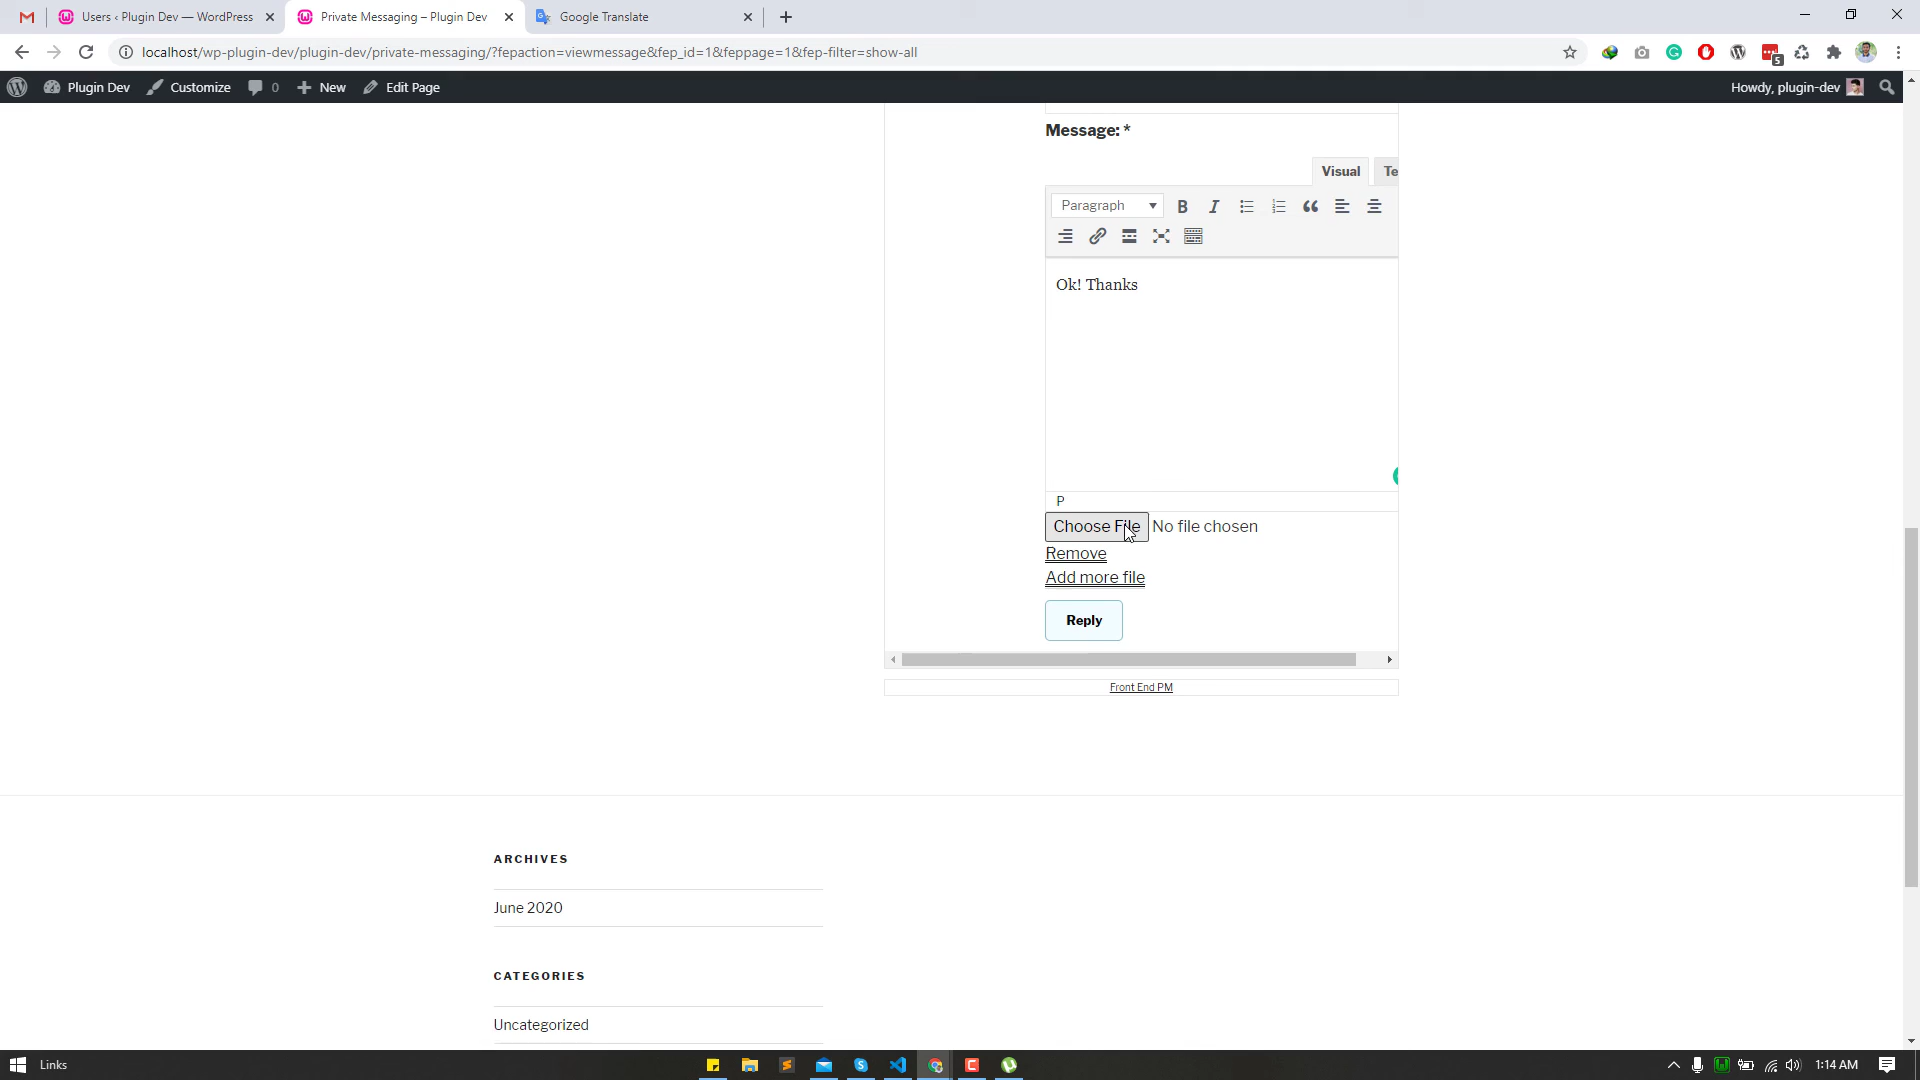 Users ‹ Plugin Dev — WordPress
Private Messaging – Plugin Dev
Google Translate
localhost/wp-plugin-dev/plugin-dev/private-messaging/?fepaction=viewmessage&fep_id=1&feppage=1&fep-filter=show-all
5
Plugin Dev
Customize
0
New
Edit Page
Howdy, plugin-dev
Message: *
Visual
Te
Paragraph
Ok! Thanks
P
Choose File
No file chosen
Remove
Add more file
Reply
Front End PM
ARCHIVES
June 2020
CATEGORIES
Uncategorized
Links
1:14 AM